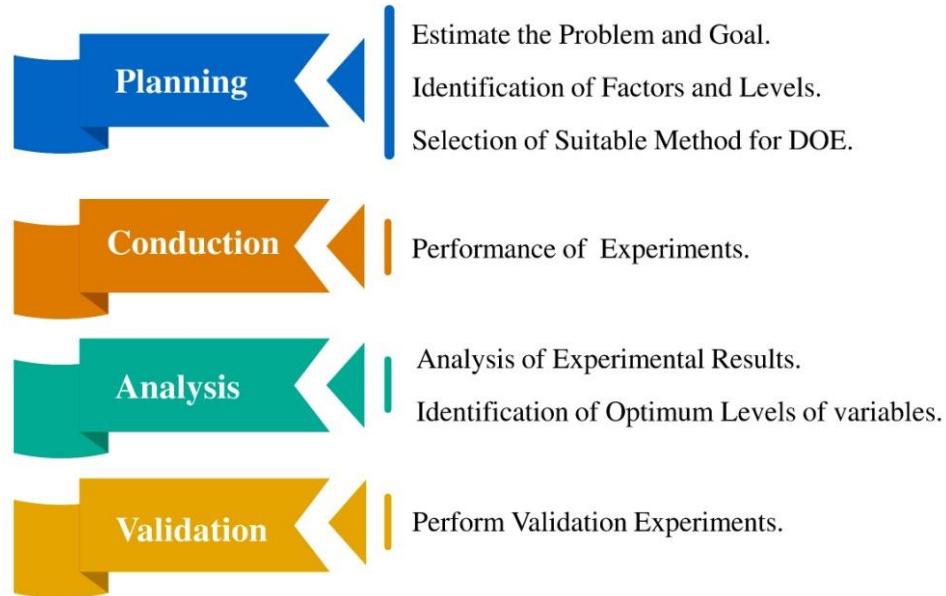 Planning
Estimate the Problem and Goal.
Identification of Factors and Levels.
Selection of Suitable Method for DOE.
Conduction
Performance of Experiments.
Analysis
Analysis of Experimental Results.
Identification of Optimum Levels of variables.
Validation
Perform Validation Experiments.